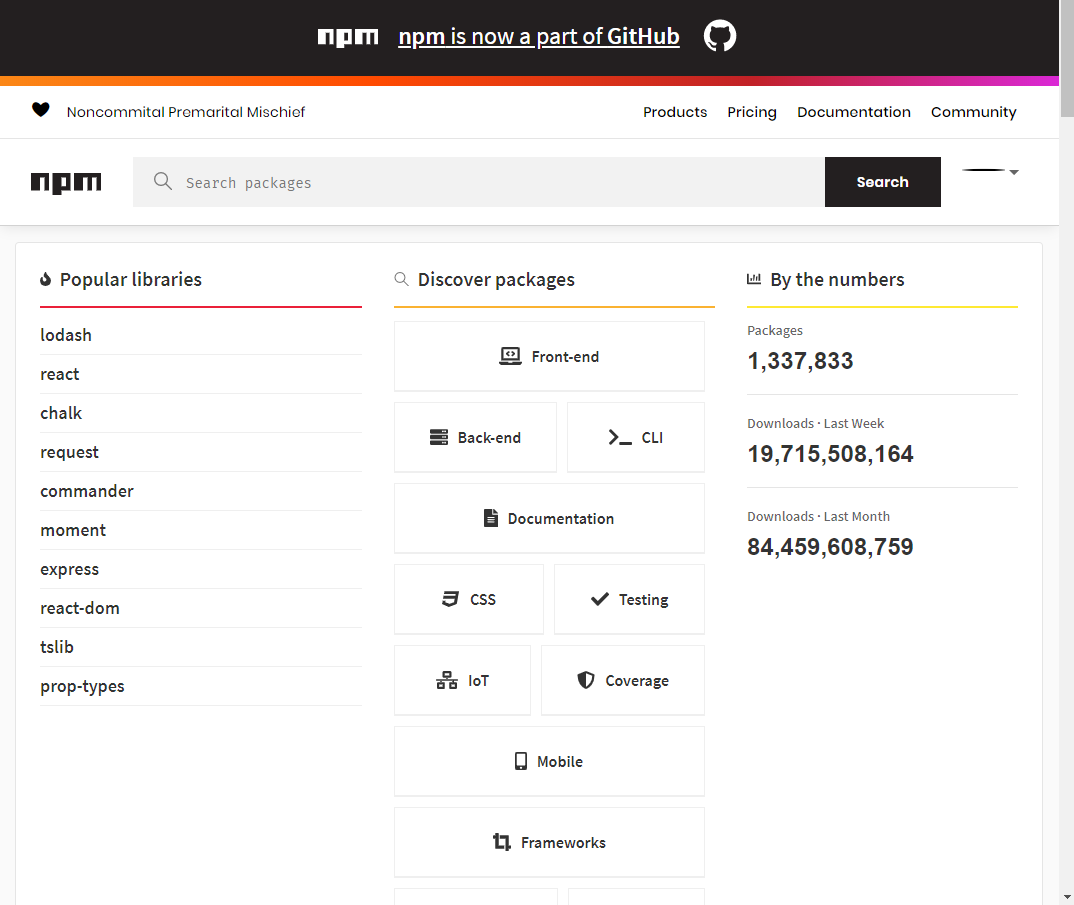 npm npm is now a part of GitHub
Noncommital Premarital Mischief
Products Pricing Documentation Community
npm Search packages Search
Popular libraries
lodash
react
chalk
request
commander
moment
express
react-dom
tslib
prop-types
Discover packages
Front-end
Back-end CLI
Documentation
CSS Testing
IoT Coverage
Mobile
Frameworks
By the numbers
Packages
1,337,833
Downloads · Last Week
19,715,508,164
Downloads · Last Month
84,459,608,759